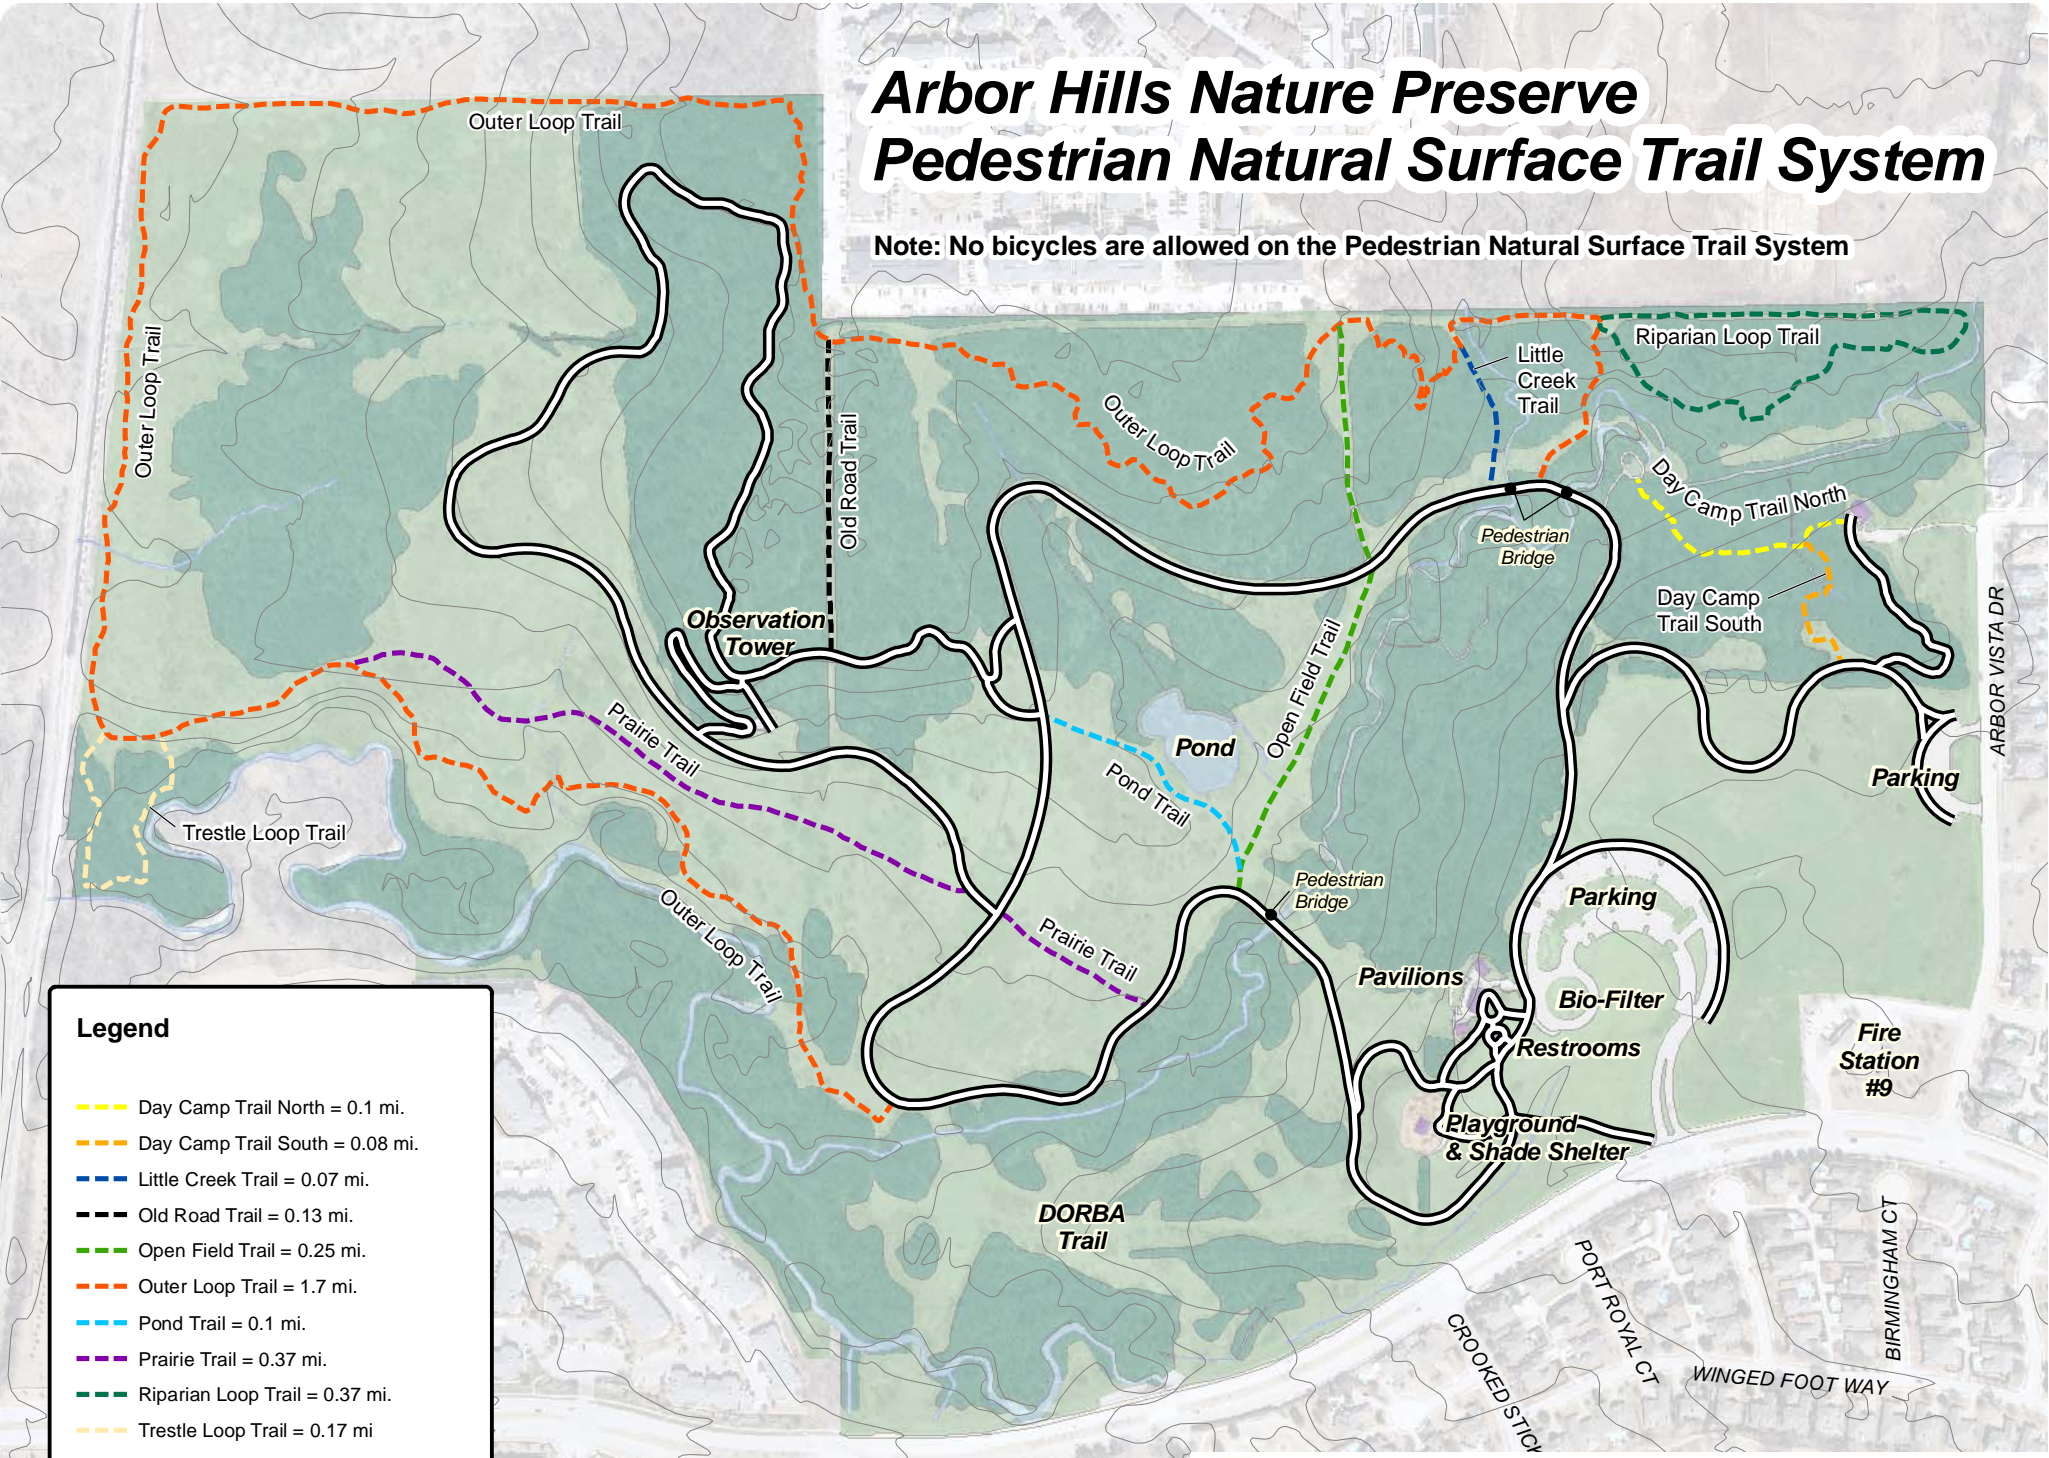 Arbor Hills Nature Preserve
Pedestrian Natural Surface Trail System
Note: No bicycles are allowed on the Pedestrian Natural Surface Trail System
Outer Loop Trail
Outer Loop Trail
Old Road Trail
Outer Loop Trail
Little
Creek
Trail
Riparian Loop Trail
Day Camp Trail North
Pedestrian
Bridge
Day Camp
Trail South
ARBOR VISTA DR
Observation
Tower
Prairie Trail
Pond
Pond Trail
Open Field Trail
Parking
Trestle Loop Trail
Outer Loop Trail
Prairie Trail
Pedestrian
Bridge
Parking
Pavilions
Bio-Filter
Restrooms
Fire
Station
#9
Playground
& Shade Shelter
DORBA
Trail
PORT ROYAL CT
CROOKED STICK
BIRMINGHAM CT
WINGED FOOT WAY
Legend
Day Camp Trail North = 0.1 mi.
Day Camp Trail South = 0.08 mi.
Little Creek Trail = 0.07 mi.
Old Road Trail = 0.13 mi.
Open Field Trail = 0.25 mi.
Outer Loop Trail = 1.7 mi.
Pond Trail = 0.1 mi.
Prairie Trail = 0.37 mi.
Riparian Loop Trail = 0.37 mi.
Trestle Loop Trail = 0.17 mi